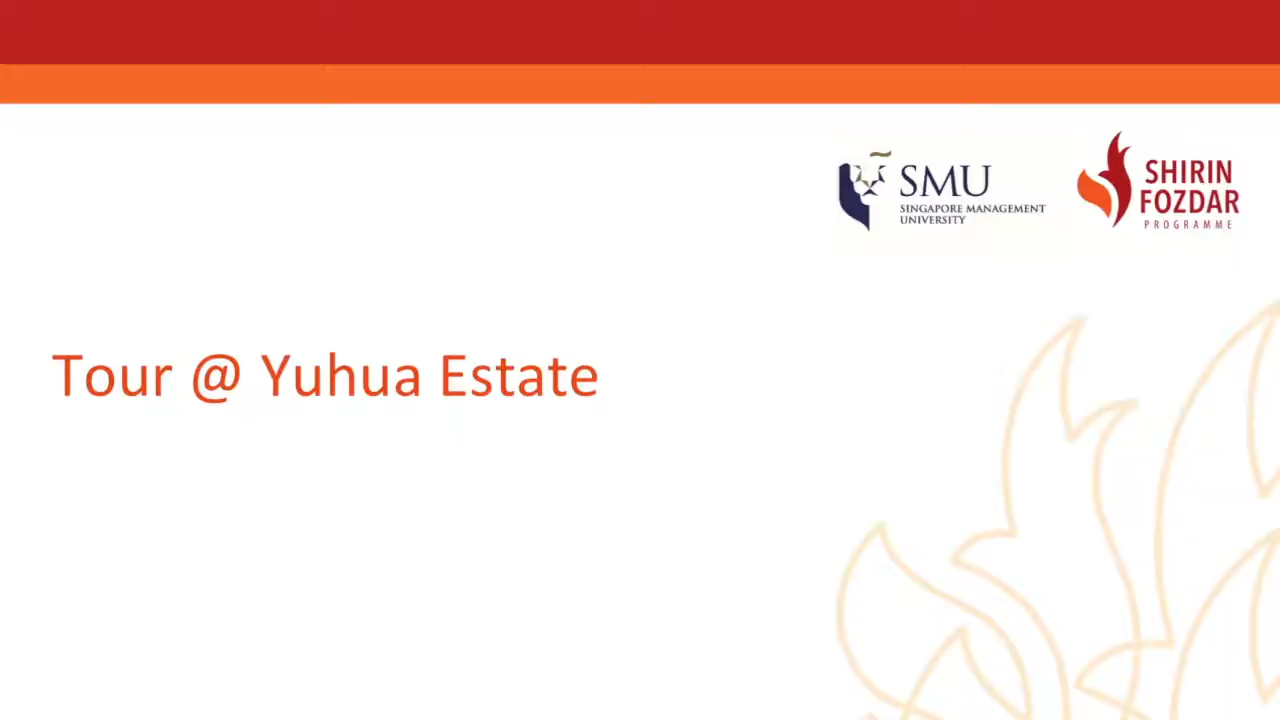 SMU
SINGAPORE MANAGEMENT
UNIVERSITY
SHIRIN
FOZDAR
PROGRAMME
Tour @ Yuhua Estate